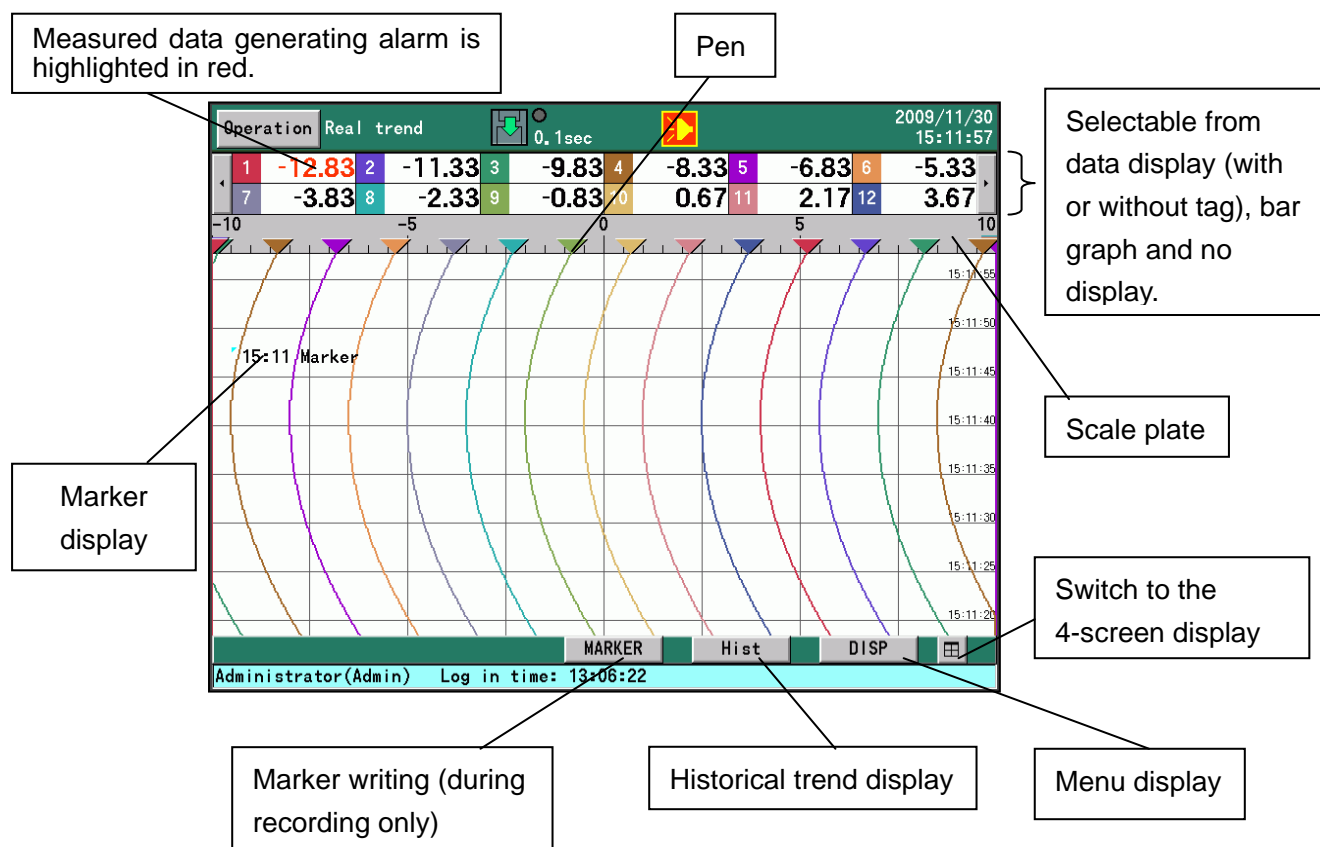 Measured data generating alarm is
highlighted in red.
Pen
Operation Real trend
0.1sec
2009/11/30
15:11:57
1 -12.83 2 -11.33 3 -9.83 4 -8.33 5 -6.83 6 -5.33
7 -3.83 8 -2.33 9 -0.83 10 0.67 11 2.17 12 3.67
-10 -5 0 5 10
Selectable from
data display (with
or without tag), bar
graph and no
display.
15:11:55
15:11:50
15:11 Marker
15:11:45
15:11:40
15:11:35
15:11:30
15:11:25
15:11:20
Scale plate
Marker
display
Switch to the
4-screen display
MARKER Hist DISP
Administrator(Admin) Log in time: 13:06:22
Marker writing (during
recording only)
Historical trend display
Menu display